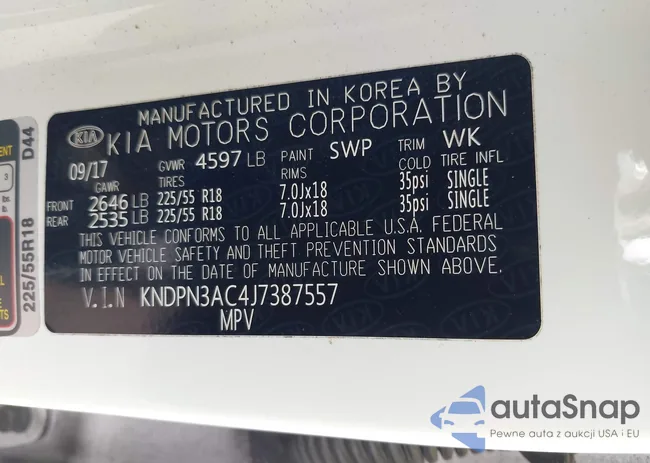 MANUFACTURED IN KOREA BY
KIA KIA MOTORS CORPORATION
09/17 GVWR 4597 LB PAINT SWP TRIM WK
GAWR TIRES RIMS COLD TIRE INFL
FRONT 2646 LB 225/55 R18 7.0Jx18 35psi SINGLE
REAR 2535 LB 225/55 R18 7.0Jx18 35psi SINGLE
THIS VEHICLE CONFORMS TO ALL APPLICABLE U.S.A. FEDERAL
MOTOR VEHICLE SAFETY AND THEFT PREVENTION STANDARDS
IN EFFECT ON THE DATE OF MANUFACTURE SHOWN ABOVE.
V.I.N KNDPN3AC4J7387557
MPV
225/55R18 D44
3
autaSnap
Pewne auta z aukcji USA i EU